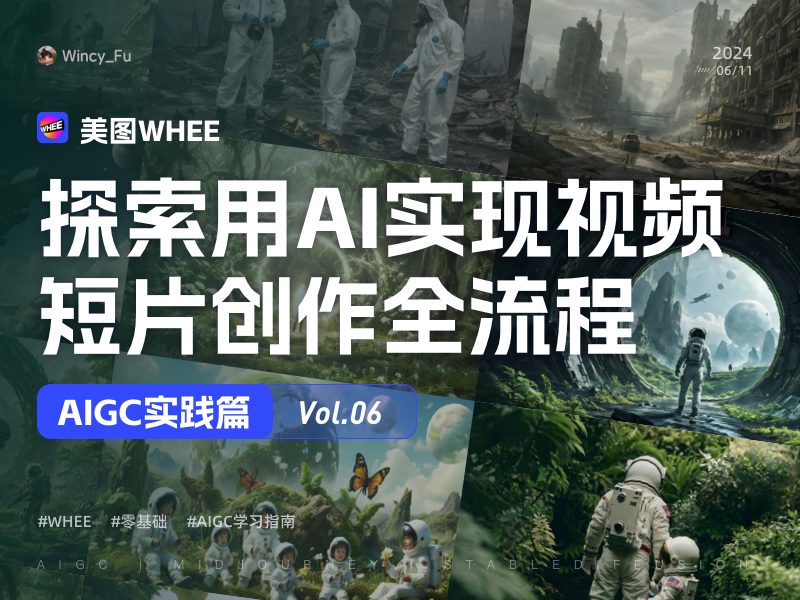 Wincy_Fu
2024
06/11
WHEE
美图WHEE
探索用AI实现视频
短片创作全流程
AIGC实践篇
Vol.06
#WHEE #零基础 #AIGC学习指南
AIGC | MIDJOURNEY | STABLEDIFFUSION